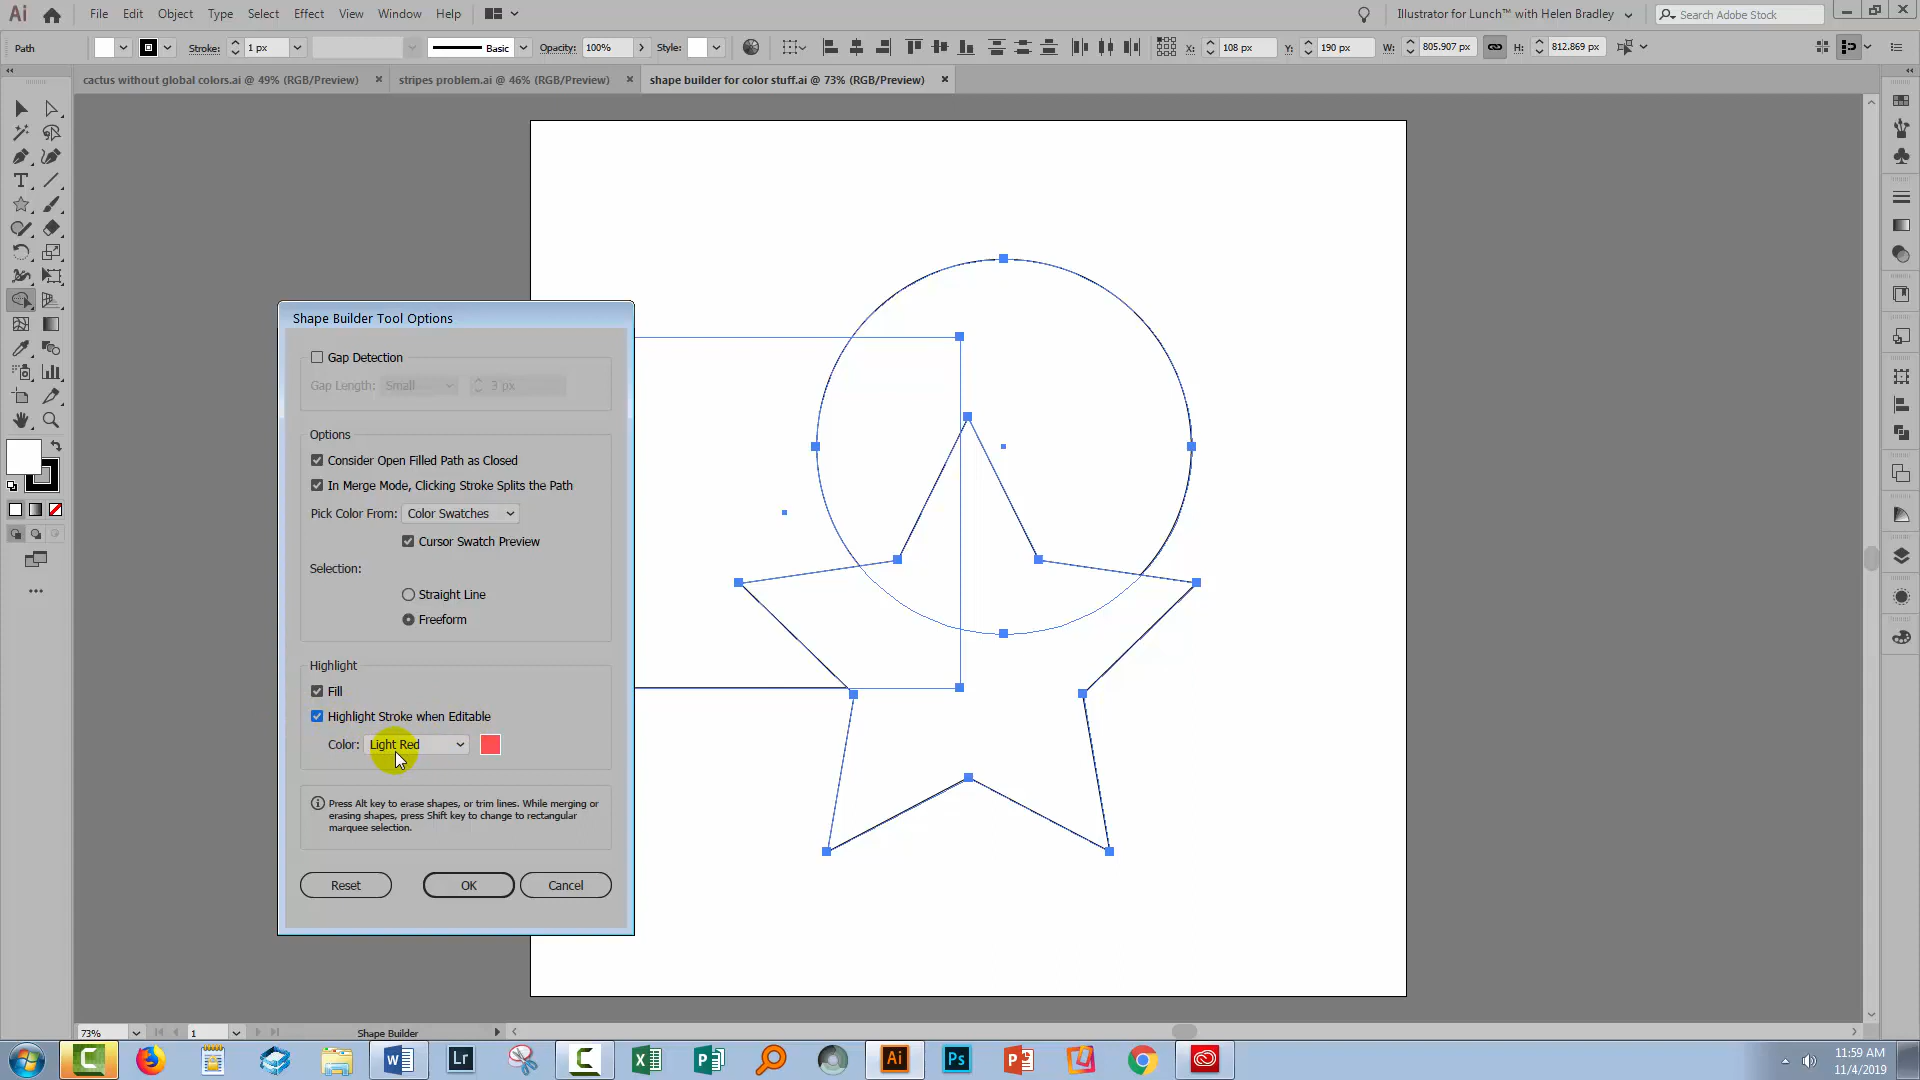 Ai File Edit Object Type Select Effect View Window Help Illustrator for Lunch™ with Helen Bradley Search Adobe Stock
Path Stroke: 1 px Basic Opacity: 100% Style: X: 108 px Y: 190 px W: 805.907 px H: 812.869 px
cactus without global colors.ai @ 49% (RGB/Preview) × stripes problem.ai @ 46% (RGB/Preview) × shape builder for color stuff.ai @ 73% (RGB/Preview) ×
Shape Builder Tool Options
Gap Detection
Gap Length: Small 3 px
Options
Consider Open Filled Path as Closed
In Merge Mode, Clicking Stroke Splits the Path
Pick Color From: Color Swatches
Cursor Swatch Preview
Selection:
Straight Line
Freeform
Highlight
Fill
Highlight Stroke when Editable
Color: Light Red
Press Alt key to erase shapes, or trim lines. While merging or
erasing shapes, press Shift key to change to rectangular
marquee selection.
Reset OK Cancel
73% 1 Shape Builder
Lr Ai Ps
11:59 AM
11/4/2019